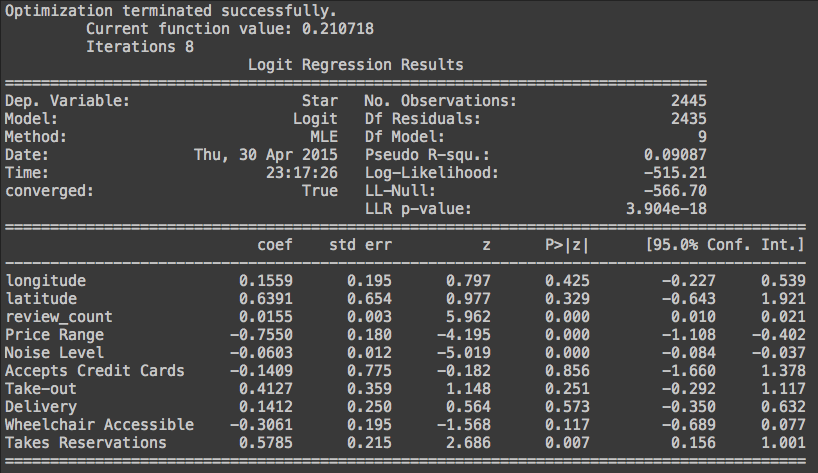 Optimization terminated successfully.
         Current function value: 0.210718
         Iterations 8
                           Logit Regression Results
==============================================================================
Dep. Variable:                   Star   No. Observations:                 2445
Model:                          Logit   Df Residuals:                     2435
Method:                           MLE   Df Model:                            9
Date:                Thu, 30 Apr 2015   Pseudo R-squ.:                 0.09087
Time:                        23:17:26   Log-Likelihood:                -515.21
converged:                       True   LL-Null:                       -566.70
                                        LLR p-value:                 3.904e-18
=========================================================================================
                            coef    std err          z      P>|z|      [95.0% Conf. Int.]
-----------------------------------------------------------------------------------------
longitude                 0.1559      0.195      0.797      0.425        -0.227     0.539
latitude                  0.6391      0.654      0.977      0.329        -0.643     1.921
review_count              0.0155      0.003      5.962      0.000         0.010     0.021
Price Range              -0.7550      0.180     -4.195      0.000        -1.108    -0.402
Noise Level              -0.0603      0.012     -5.019      0.000        -0.084    -0.037
Accepts Credit Cards     -0.1409      0.775     -0.182      0.856        -1.660     1.378
Take-out                  0.4127      0.359      1.148      0.251        -0.292     1.117
Delivery                  0.1412      0.250      0.564      0.573        -0.350     0.632
Wheelchair Accessible    -0.3061      0.195     -1.568      0.117        -0.689     0.077
Takes Reservations        0.5785      0.215      2.686      0.007         0.156     1.001
=========================================================================================